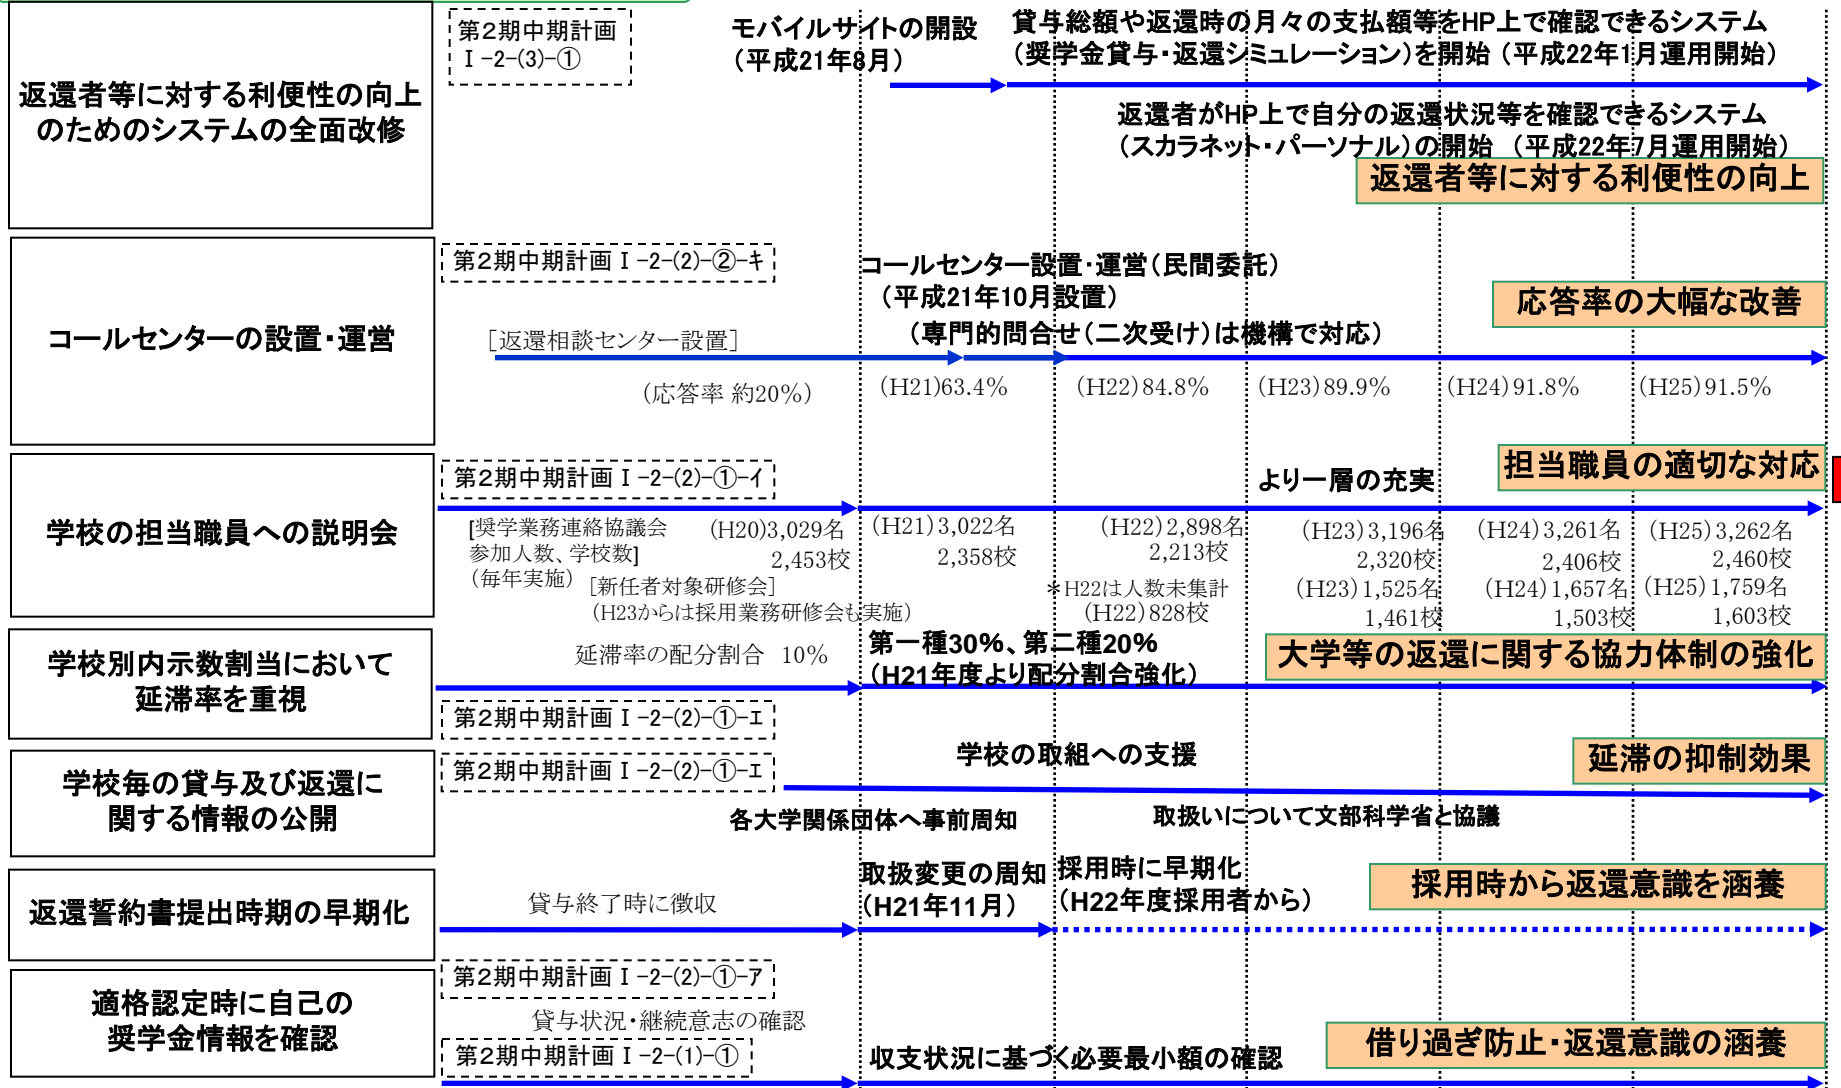 返還者等に対する利便性の向上
のためのシステムの全面改修
第2期中期計画
Ⅰ-2-(3)-①
モバイルサイトの開設
（平成21年8月）
貸与総額や返還時の月々の支払額等をHP上で確認できるシステム
（奨学金貸与・返還シミュレーション）を開始（平成22年1月運用開始）
返還者がHP上で自分の返還状況等を確認できるシステム
（スカラネット・パーソナル）の開始（平成22年7月運用開始）
返還者等に対する利便性の向上
コールセンターの設置・運営
第2期中期計画Ⅰ-2-(2)-②-ｷ
コールセンター設置・運営（民間委託）
（平成21年10月設置）
（専門的問合せ（二次受け）は機構で対応）
応答率の大幅な改善
［返還相談センター設置］
（応答率 約20％）
(H21)63.4%
(H22)84.8%
(H23)89.9%
(H24)91.8%
(H25)91.5%
学校の担当職員への説明会
第2期中期計画Ⅰ-2-(2)-①-ｲ
より一層の充実
担当職員の適切な対応
[奨学業務連絡協議会
参加人数、学校数]
（毎年実施）
(H20)3,029名
2,453校
(H21)3,022名
2,358校
(H22)2,898名
2,213校
(H23)3,196名
2,320校
(H24)3,261名
2,406校
(H25)3,262名
2,460校
［新任者対象研修会］
（H23からは採用業務研修会も実施）
＊H22は人数未集計
(H22)828校
(H23)1,525名
1,461校
(H24)1,657名
1,503校
(H25)1,759名
1,603校
学校別内示数割当において
延滞率を重視
延滞率の配分割合　10％
第一種30％、第二種20％
（H21年度より配分割合強化）
大学等の返還に関する協力体制の強化
第2期中期計画Ⅰ-2-(2)-①-ｴ
学校毎の貸与及び返還に
関する情報の公開
第2期中期計画Ⅰ-2-(2)-①-ｴ
学校の取組への支援
延滞の抑制効果
各大学関係団体へ事前周知
取扱いについて文部科学省と協議
返還誓約書提出時期の早期化
貸与終了時に徴収
取扱変更の周知
（H21年11月）
採用時に早期化
（H22年度採用者から）
採用時から返還意識を涵養
適格認定時に自己の
奨学金情報を確認
第2期中期計画Ⅰ-2-(2)-①-ｱ
貸与状況・継続意志の確認
第2期中期計画Ⅰ-2-(1)-①
収支状況に基づく必要最小額の確認
借り過ぎ防止・返還意識の涵養